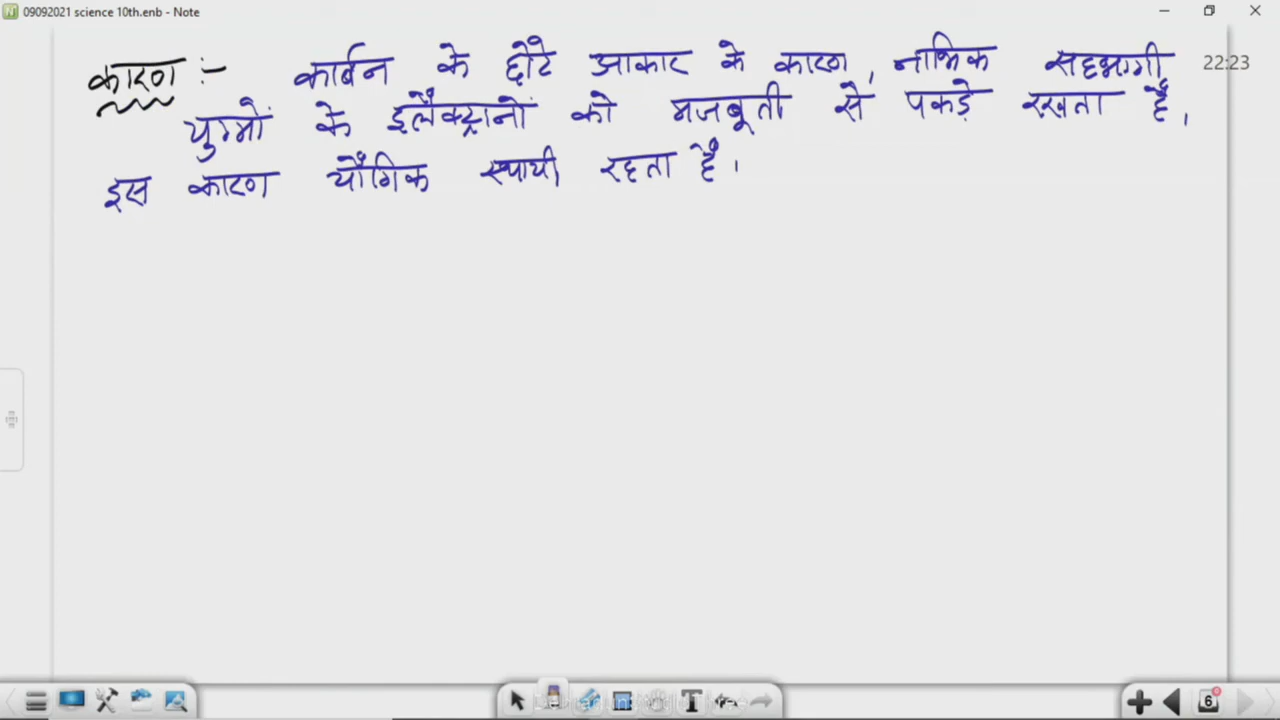 09092021 science 10th.enb - Note
कारण :- कार्बन के छोटे आकार के कारण, नाभिक सहभागी
22:23
युग्मों के इलैक्ट्रानों को मजबूती से पकड़े रखता है,
इस कारण यौगिक स्थायी रहता है।
T
6